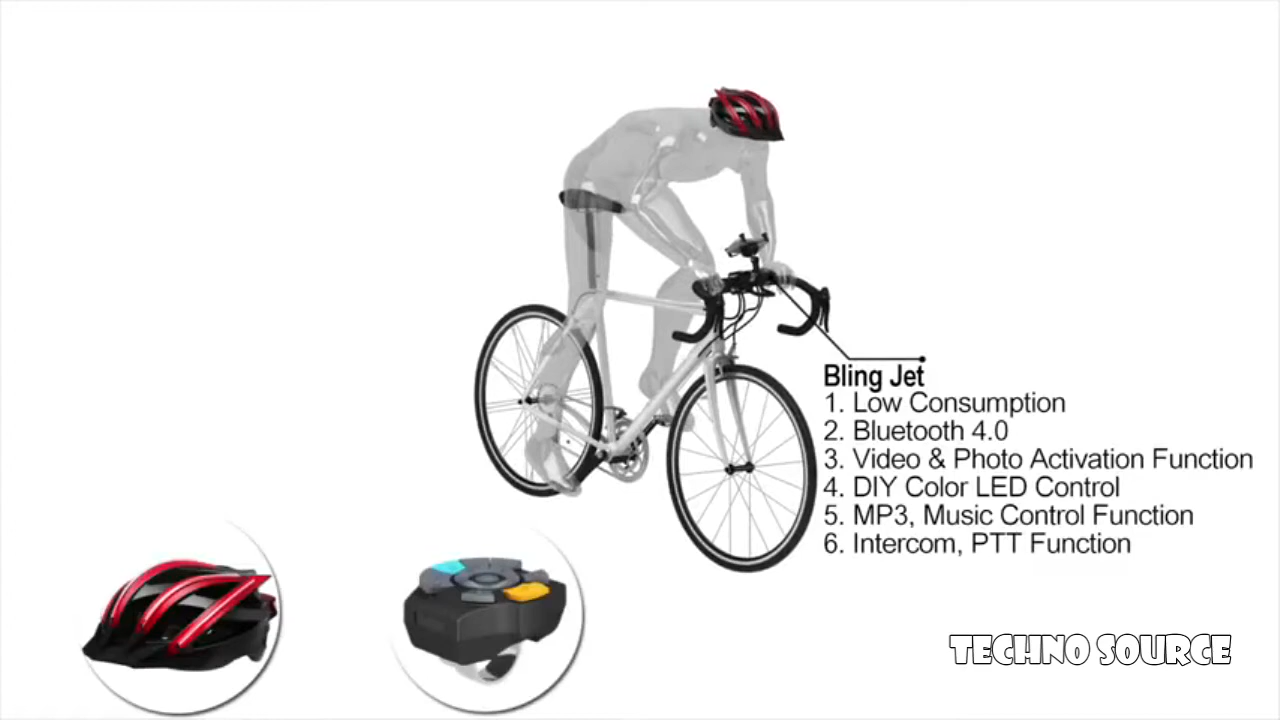 Bling Jet
1. Low Consumption
2. Bluetooth 4.0
3. Video & Photo Activation Function
4. DIY Color LED Control
5. MP3, Music Control Function
6. Intercom, PTT Function
TECHNO SOURCE